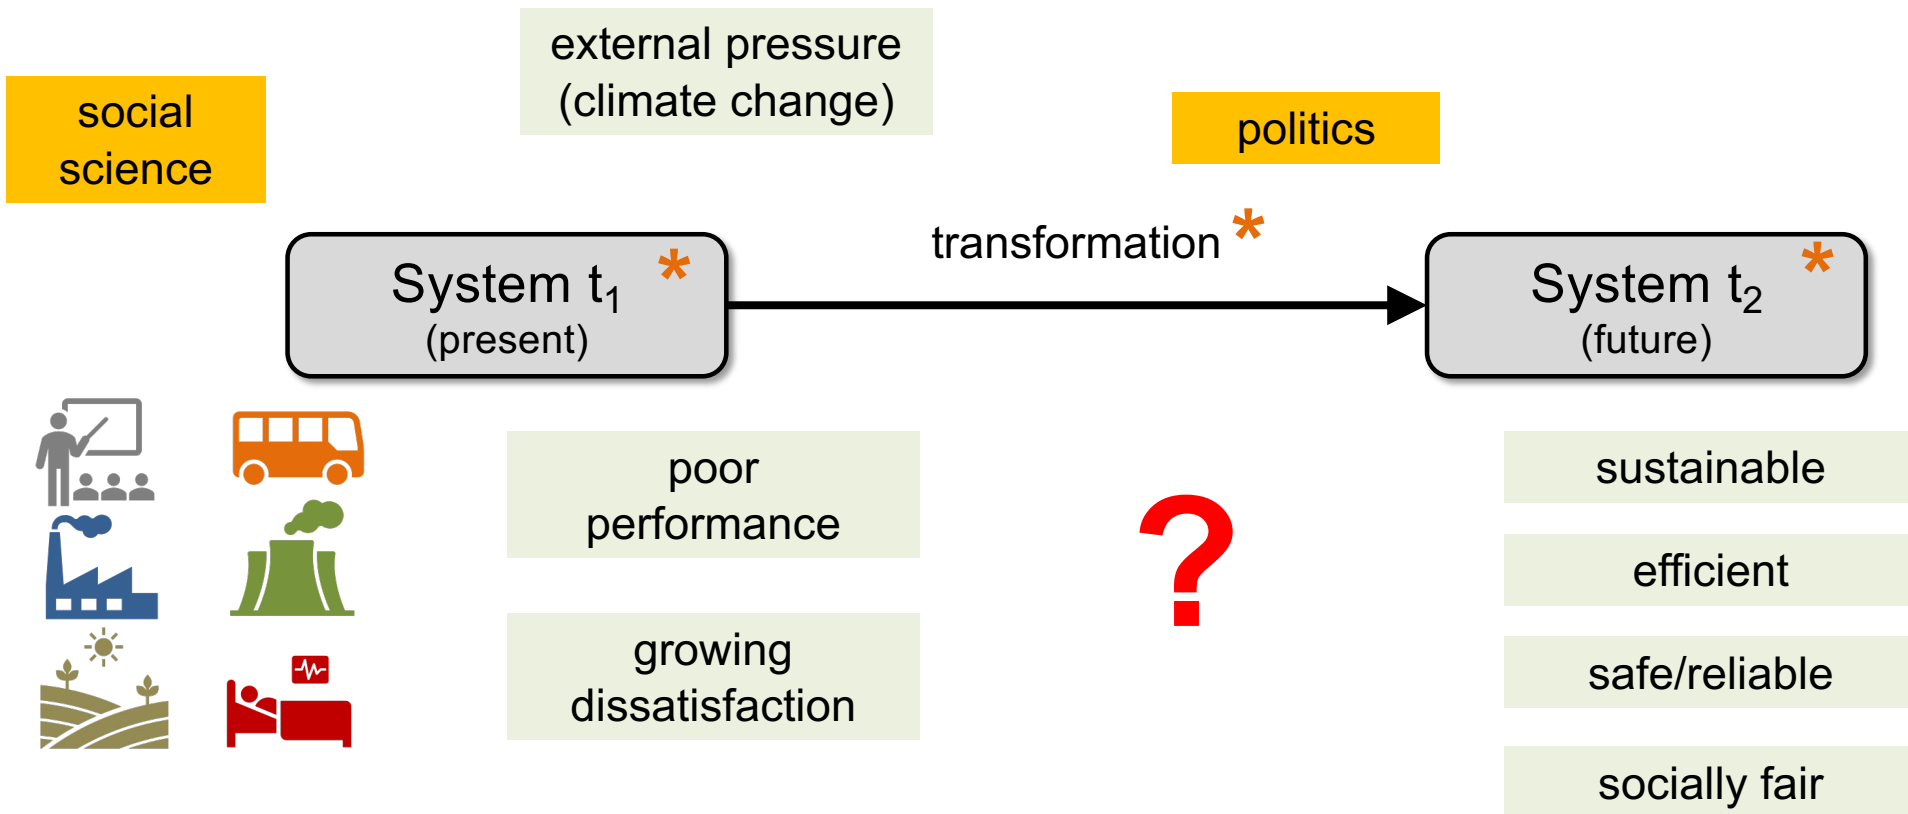 external pressure
(climate change)
social
science
politics
transformation *
System t₁ *
(present)
System t₂ *
(future)
poor
performance
growing
dissatisfaction
?
sustainable
efficient
safe/reliable
socially fair